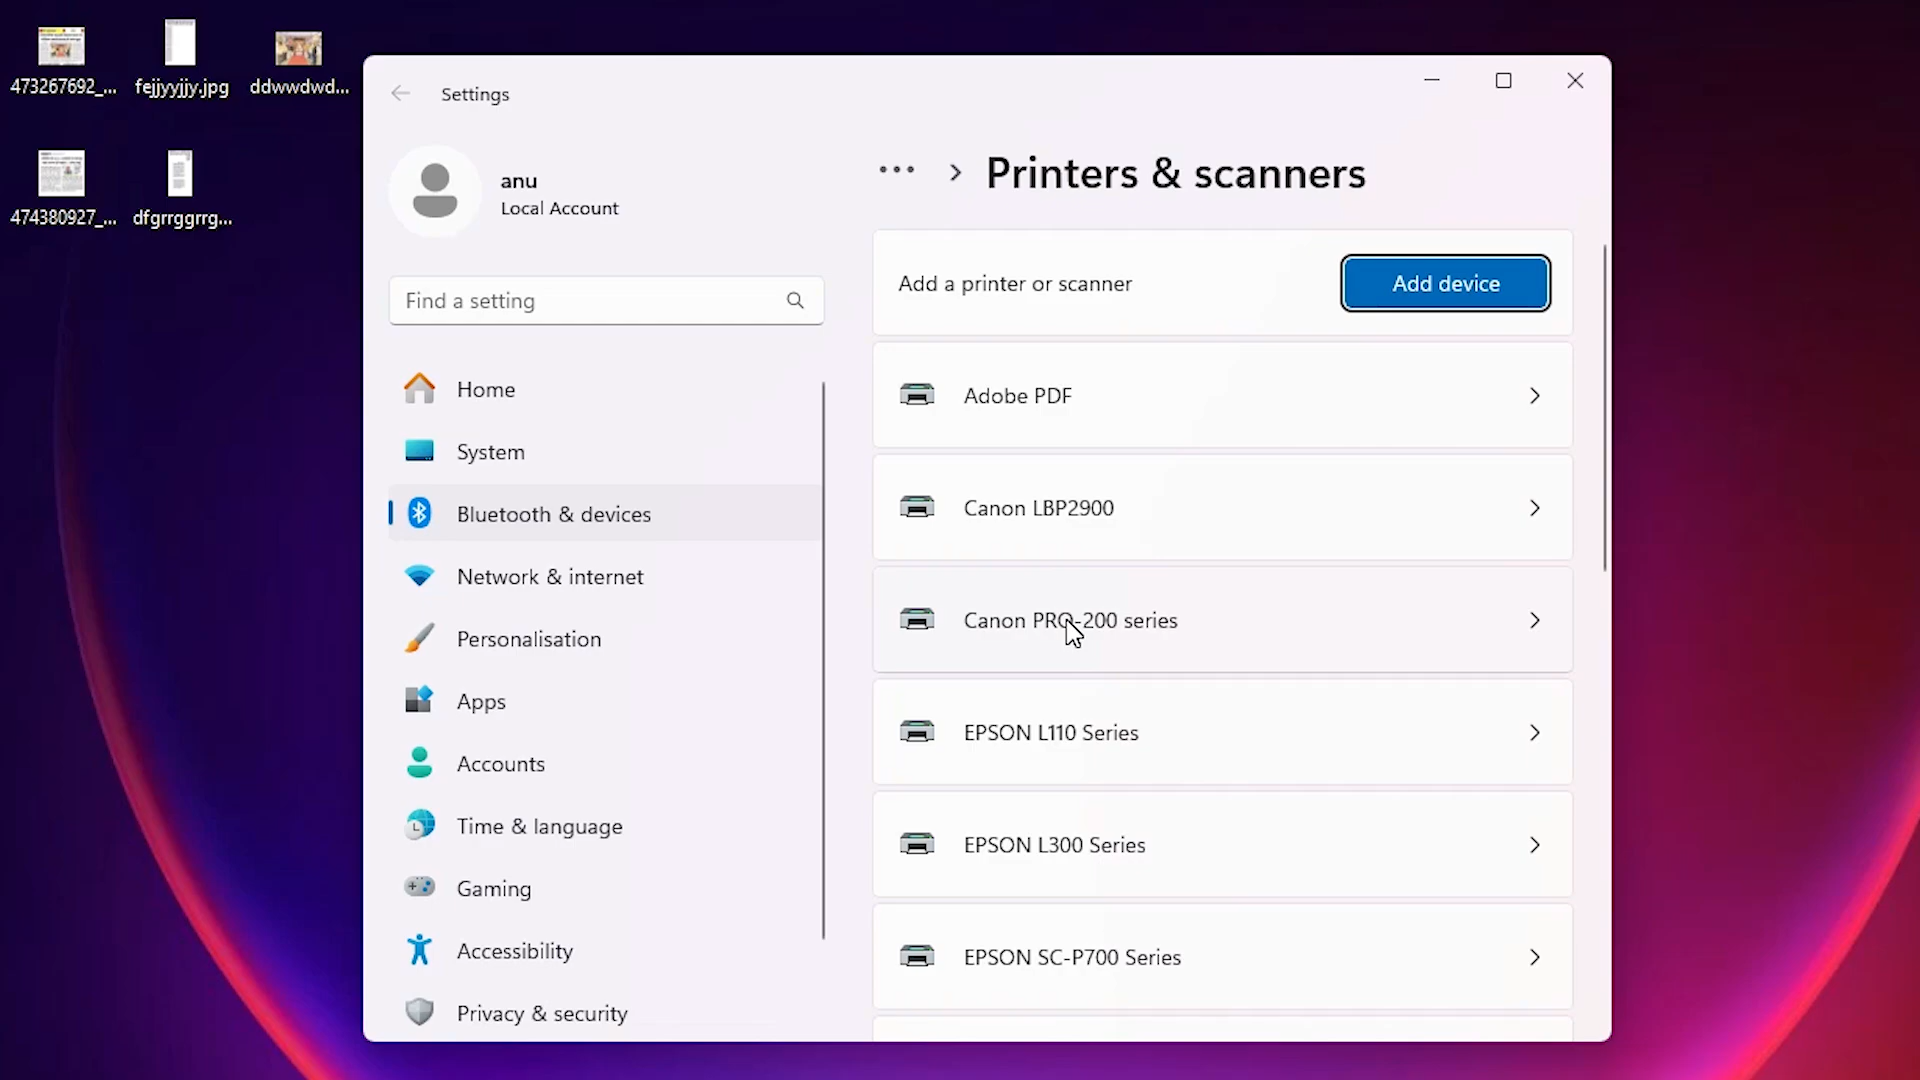 473267692_...
fejjyyjjy.jpg
ddwwdwd...
474380927_...
dfgrrggrrg...
Settings
anu
Local Account
Find a setting
Home
System
Bluetooth & devices
Network & internet
Personalisation
Apps
Accounts
Time & language
Gaming
Accessibility
Privacy & security
... > Printers & scanners
Add a printer or scanner
Add device
Adobe PDF
Canon LBP2900
Canon PRO-200 series
EPSON L110 Series
EPSON L300 Series
EPSON SC-P700 Series